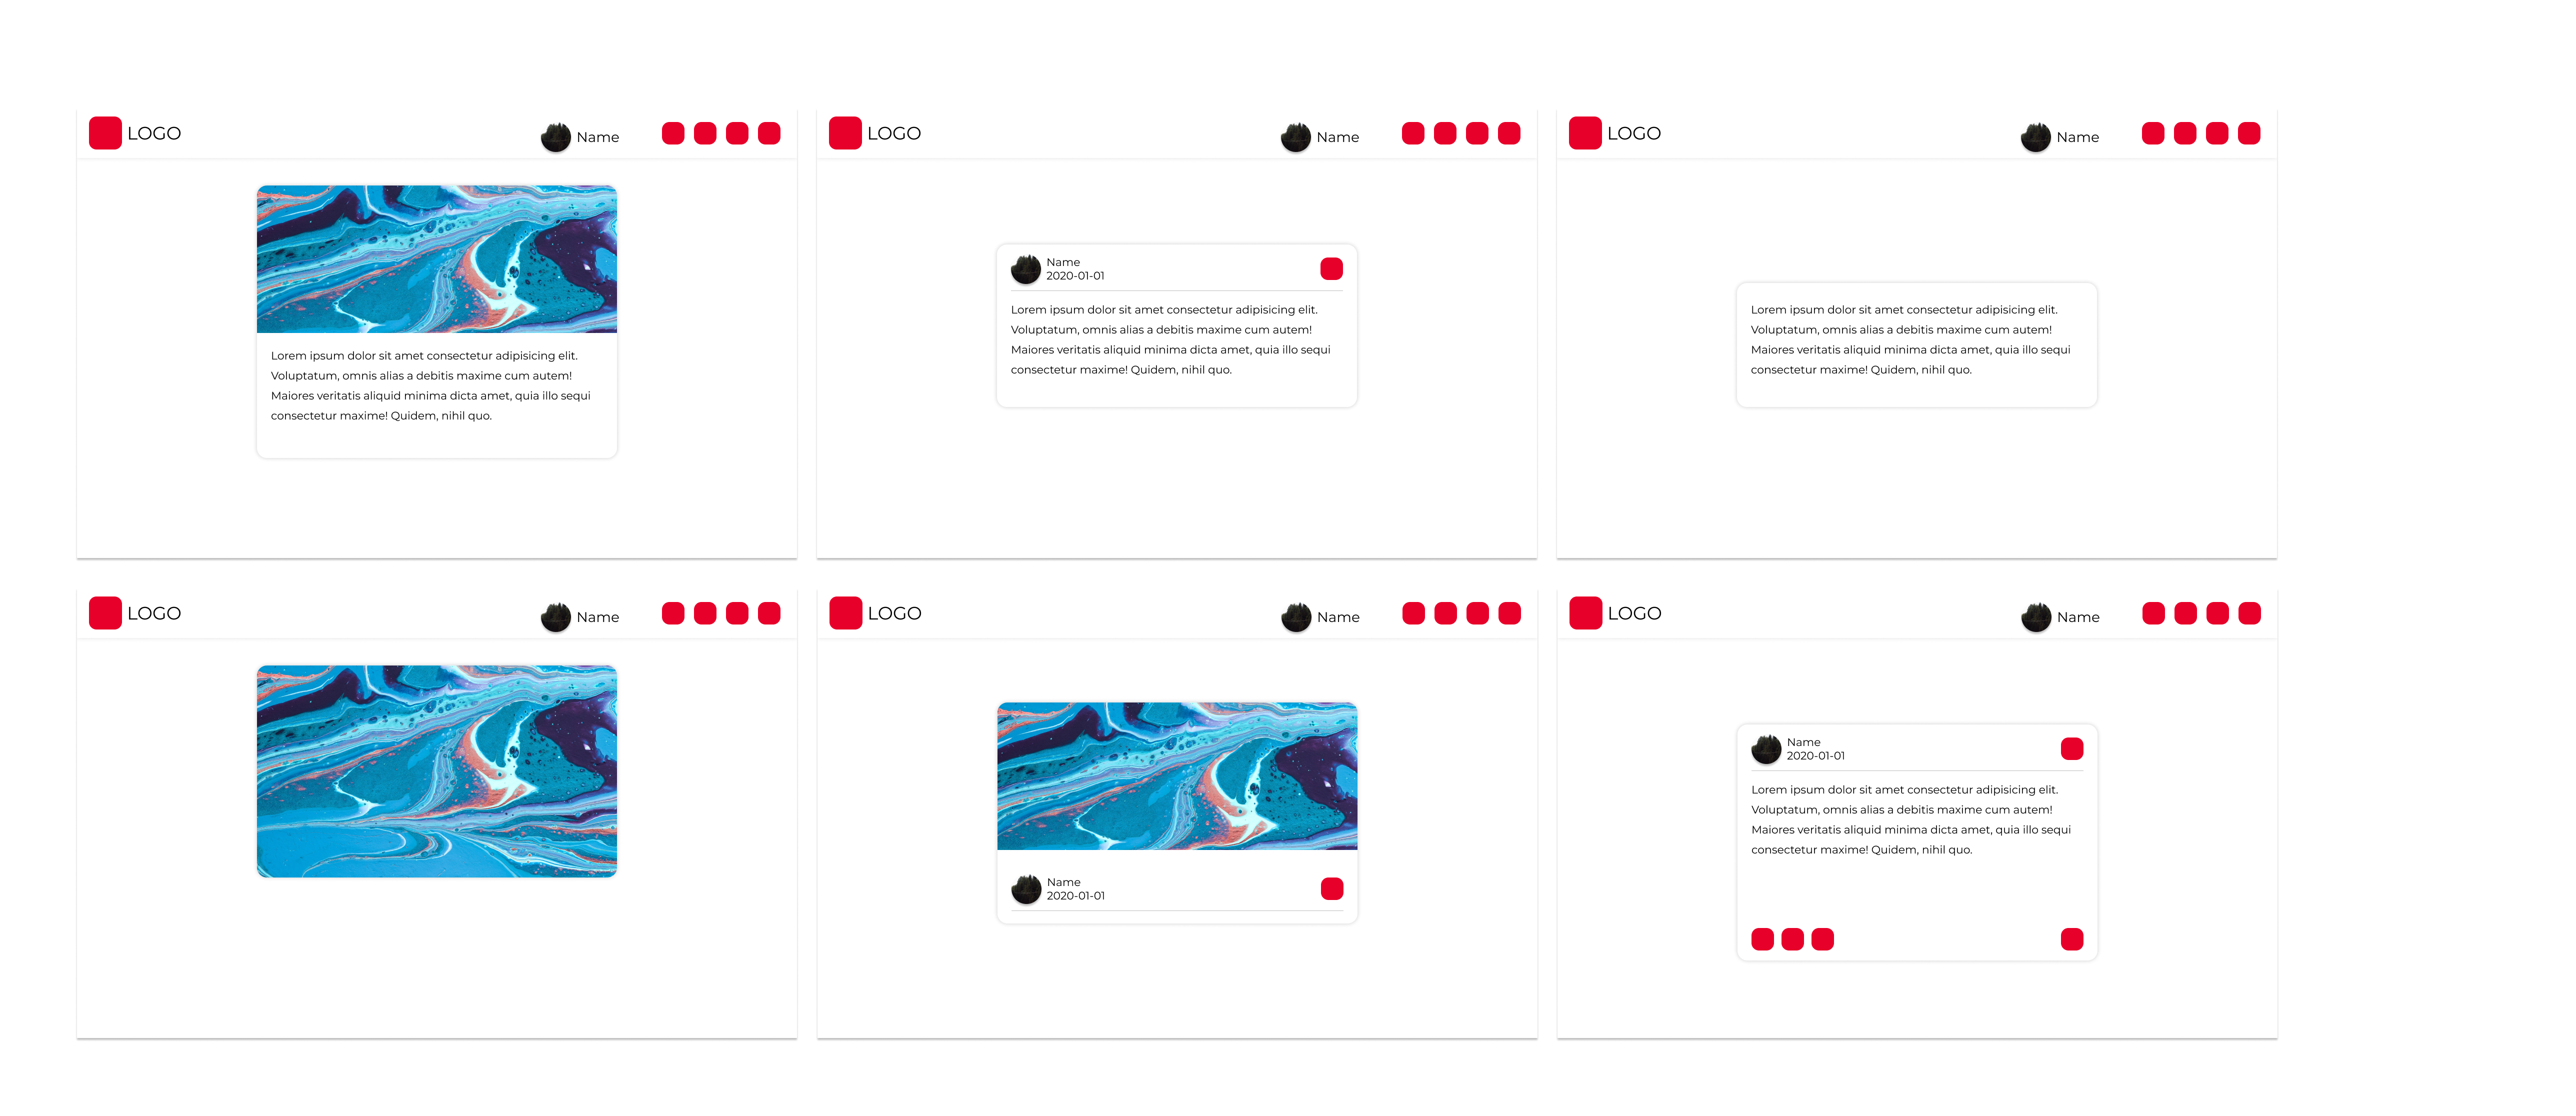 LOGO
Name
Lorem ipsum dolor sit amet consectetur adipisicing elit.
Voluptatum, omnis alias a debitis maxime cum autem!
Maiores veritatis aliquid minima dicta amet, quia illo sequi
consectetur maxime! Quidem, nihil quo.
LOGO
Name
Name
2020-01-01
Lorem ipsum dolor sit amet consectetur adipisicing elit.
Voluptatum, omnis alias a debitis maxime cum autem!
Maiores veritatis aliquid minima dicta amet, quia illo sequi
consectetur maxime! Quidem, nihil quo.
LOGO
Name
Lorem ipsum dolor sit amet consectetur adipisicing elit.
Voluptatum, omnis alias a debitis maxime cum autem!
Maiores veritatis aliquid minima dicta amet, quia illo sequi
consectetur maxime! Quidem, nihil quo.
LOGO
Name
LOGO
Name
Name
2020-01-01
LOGO
Name
Name
2020-01-01
Lorem ipsum dolor sit amet consectetur adipisicing elit.
Voluptatum, omnis alias a debitis maxime cum autem!
Maiores veritatis aliquid minima dicta amet, quia illo sequi
consectetur maxime! Quidem, nihil quo.